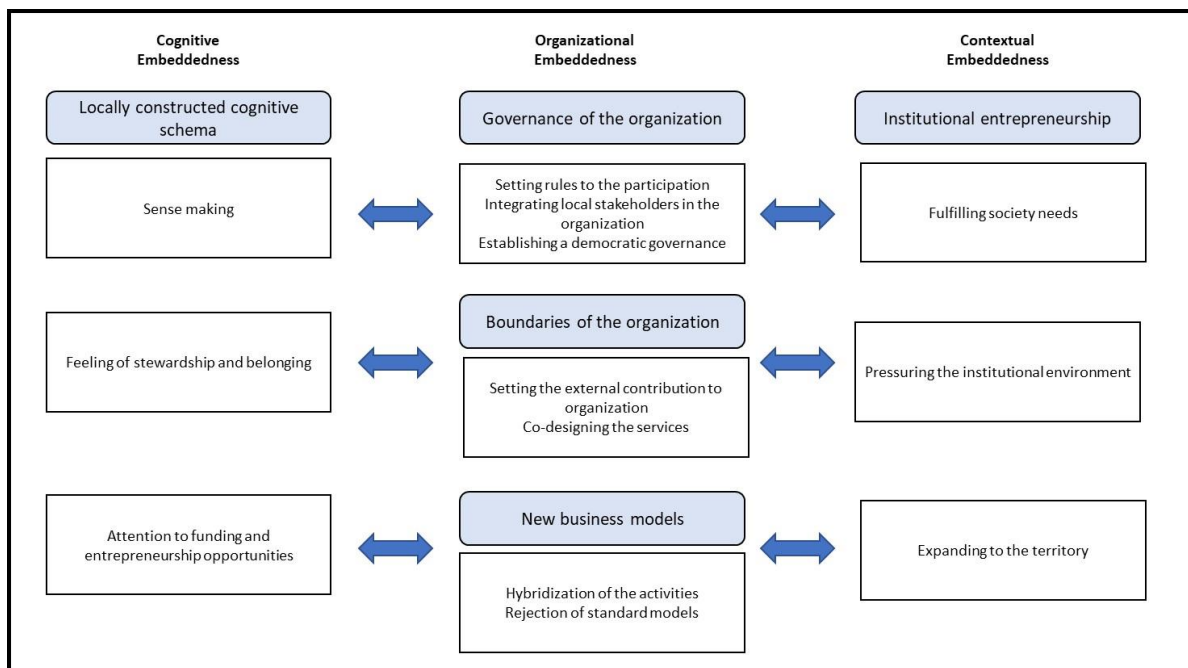 Cognitive
Embeddedness
Organizational
Embeddedness
Contextual
Embeddedness
Locally constructed cognitive
schema
Governance of the organization
Institutional entrepreneurship
Sense making
Setting rules to the participation
Integrating local stakeholders in the
organization
Establishing a democratic governance
Fulfilling society needs
Boundaries of the organization
Feeling of stewardship and belonging
Setting the external contribution to
organization
Co-designing the services
Pressuring the institutional environment
New business models
Attention to funding and
entrepreneurship opportunities
Hybridization of the activities
Rejection of standard models
Expanding to the territory